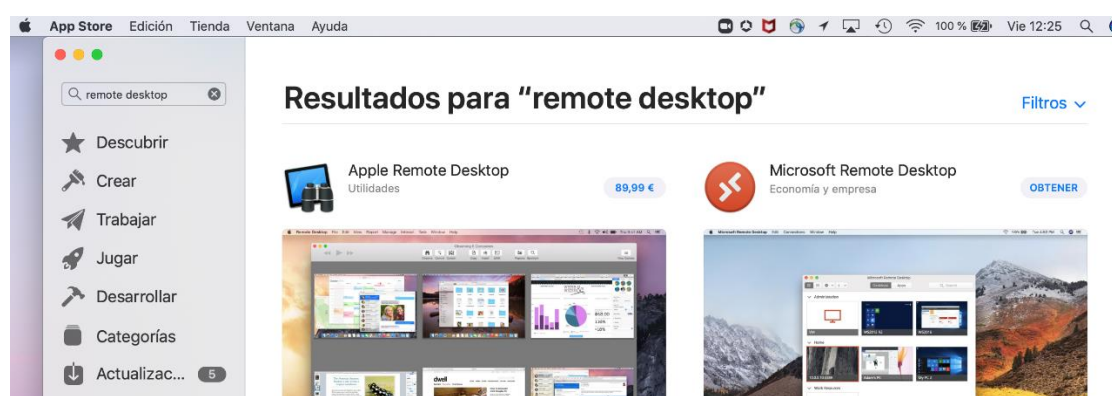 App Store Edición Tienda Ventana Ayuda 100 % Vie 12:25
remote desktop
Resultados para “remote desktop”
Filtros
Descubrir
Crear
Trabajar
Jugar
Desarrollar
Categorías
Actualizac... 5
Apple Remote Desktop
Utilidades
89,99 €
Microsoft Remote Desktop
Economía y empresa
OBTENER
dwell